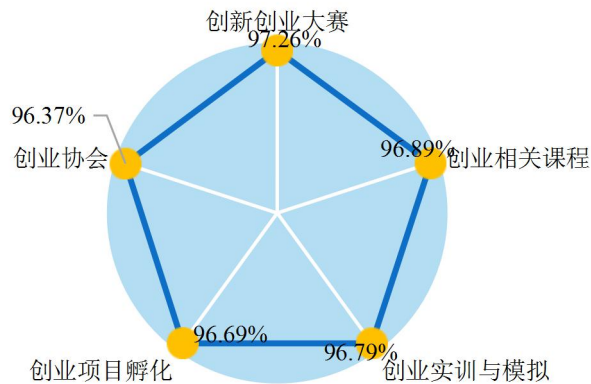 创新创业大赛
97.26%
96.37%
96.89%
创业协会
创业相关课程
96.69%
96.79%
创业项目孵化
创业实训与模拟